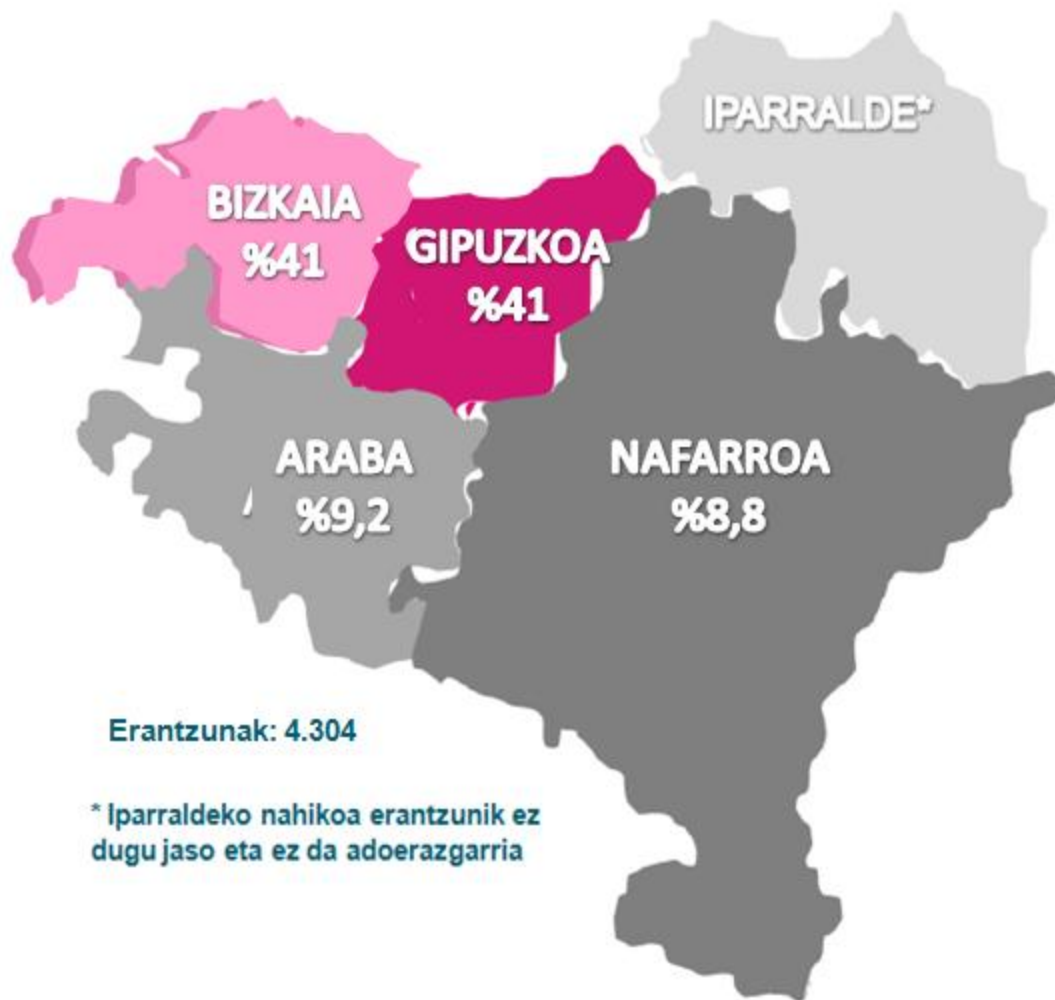 IPARRALDE*
BIZKAIA
%41
GIPUZKOA
%41
ARABA
%9,2
NAFARROA
%8,8
Erantzunak: 4.304
* Iparraldeko nahikoa erantzunik ez
dugu jaso eta ez da adoerazgarria